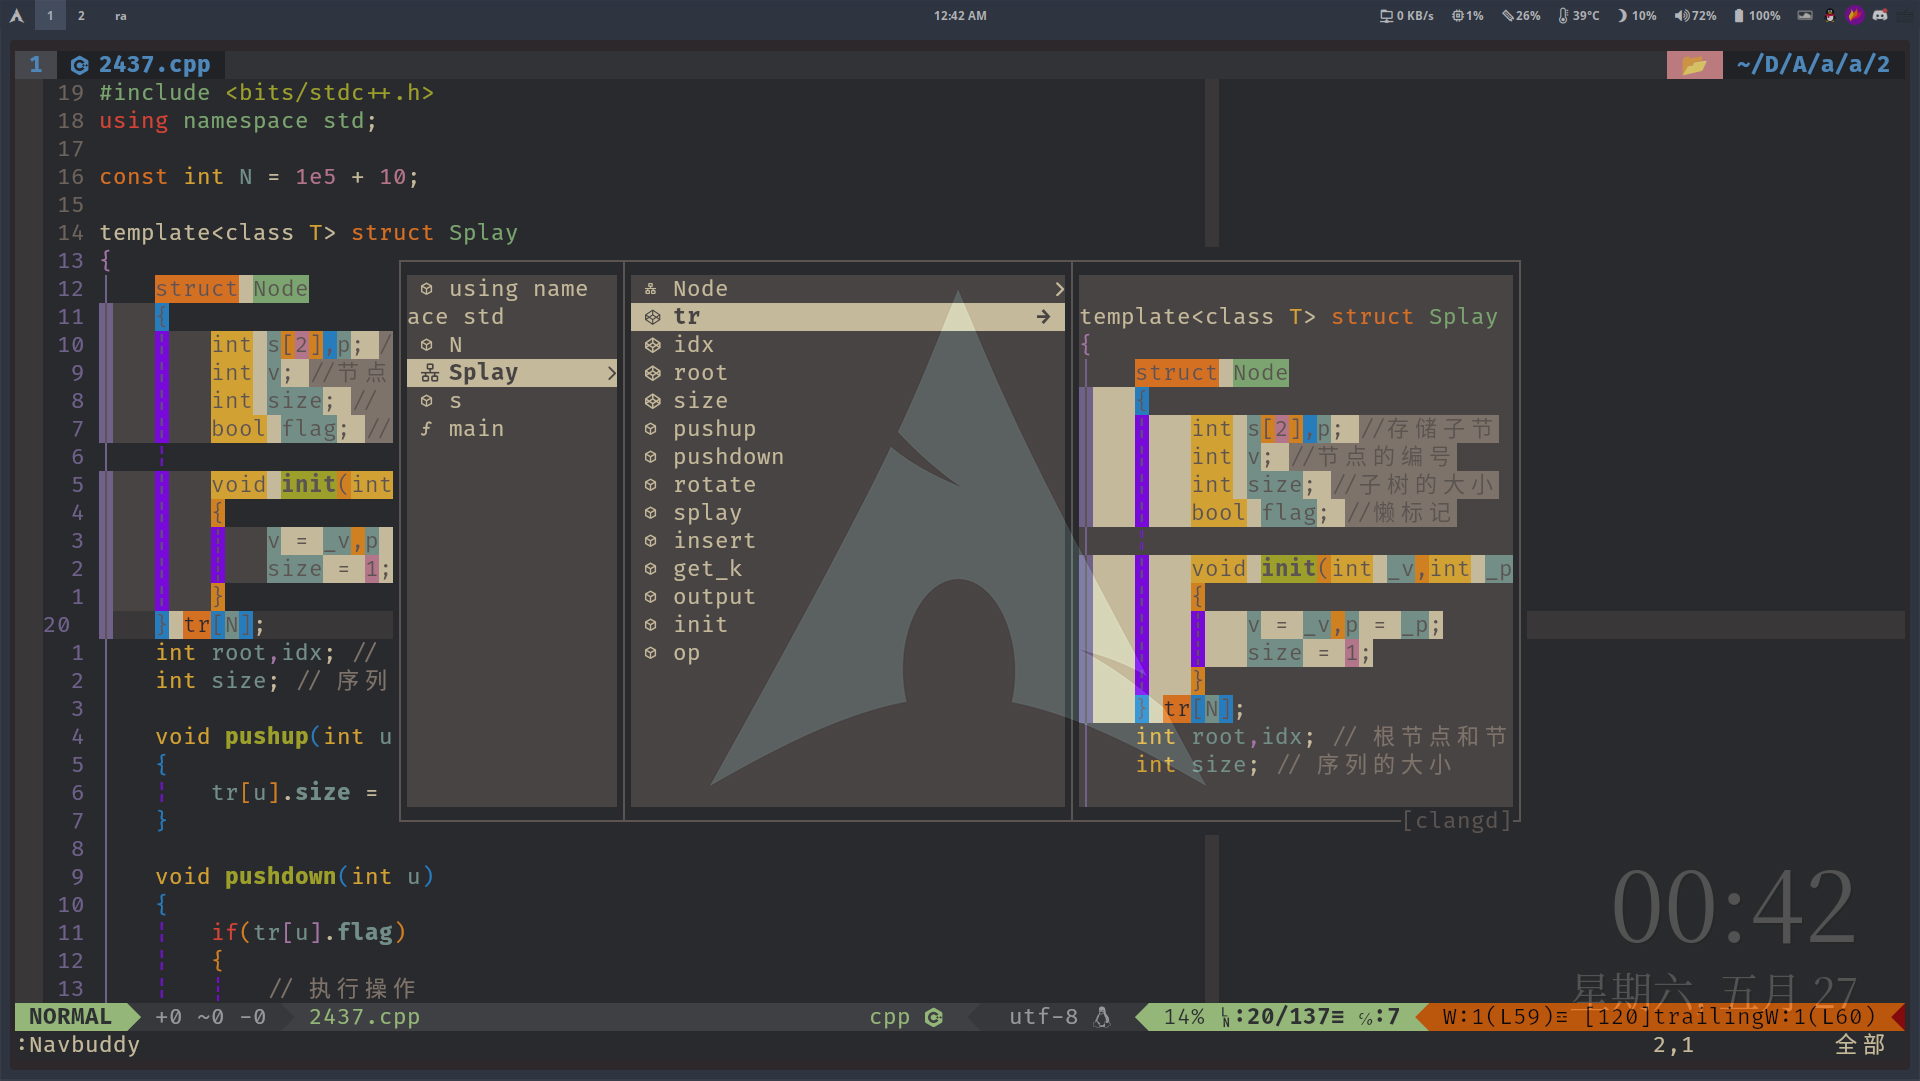 1 2 ra 12:42 AM 0 KB/s 1% 26% 39°C 10% 72% 100%
1 2437.cpp ~/D/A/a/a/2
19 #include <bits/stdc++.h>
18 using namespace std;
17
16 const int N = 1e5 + 10;
15
14 template<class T> struct Splay
13 {
12 struct Node
11 {
10 int s[2],p; /
9 int v; //节点
8 int size; //
7 bool flag; //
6
5 void init(int
4 {
3 v = _v,p
2 size = 1;
1 }
20 } tr[N];
1 int root,idx; //
2 int size; // 序列
3
4 void pushup(int u
5 {
6 tr[u].size =
7 }
8
9 void pushdown(int u)
10 {
11 if(tr[u].flag)
12 {
13 // 执行操作
using name
ace std
N
Splay >
s
main
Node >
tr →
idx
root
size
pushup
pushdown
rotate
splay
insert
get_k
output
init
op
template<class T> struct Splay
{
struct Node
{
int s[2],p; //存储子节
int v; //节点的编号
int size; //子树的大小
bool flag; //懒标记
void init(int _v,int _p
{
v = _v,p = _p;
size = 1;
}
} tr[N];
int root,idx; // 根节点和节
int size; // 序列的大小
[clangd]
00:42
星期六, 五月 27
NORMAL +0 ~0 -0 2437.cpp cpp utf-8 14% LN:20/137≡ ℅:7 W:1(L59)≡ [120]trailingW:1(L60)
:Navbuddy 2,1 全部